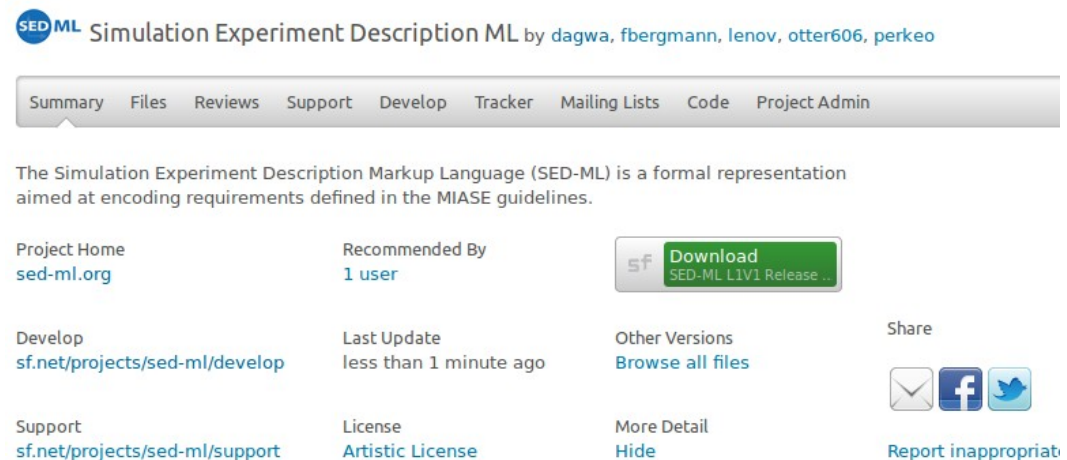 SED ML Simulation Experiment Description ML by dagwa, fbergmann, lenov, otter606, perkeo
Summary Files Reviews Support Develop Tracker Mailing Lists Code Project Admin
The Simulation Experiment Description Markup Language (SED-ML) is a formal representation
aimed at encoding requirements defined in the MIASE guidelines.
Project Home
sed-ml.org
Recommended By
1 user
sf Download
SED-ML L1V1 Release ..
Develop
sf.net/projects/sed-ml/develop
Last Update
less than 1 minute ago
Other Versions
Browse all files
Share
Support
sf.net/projects/sed-ml/support
License
Artistic License
More Detail
Hide
Report inappropriat